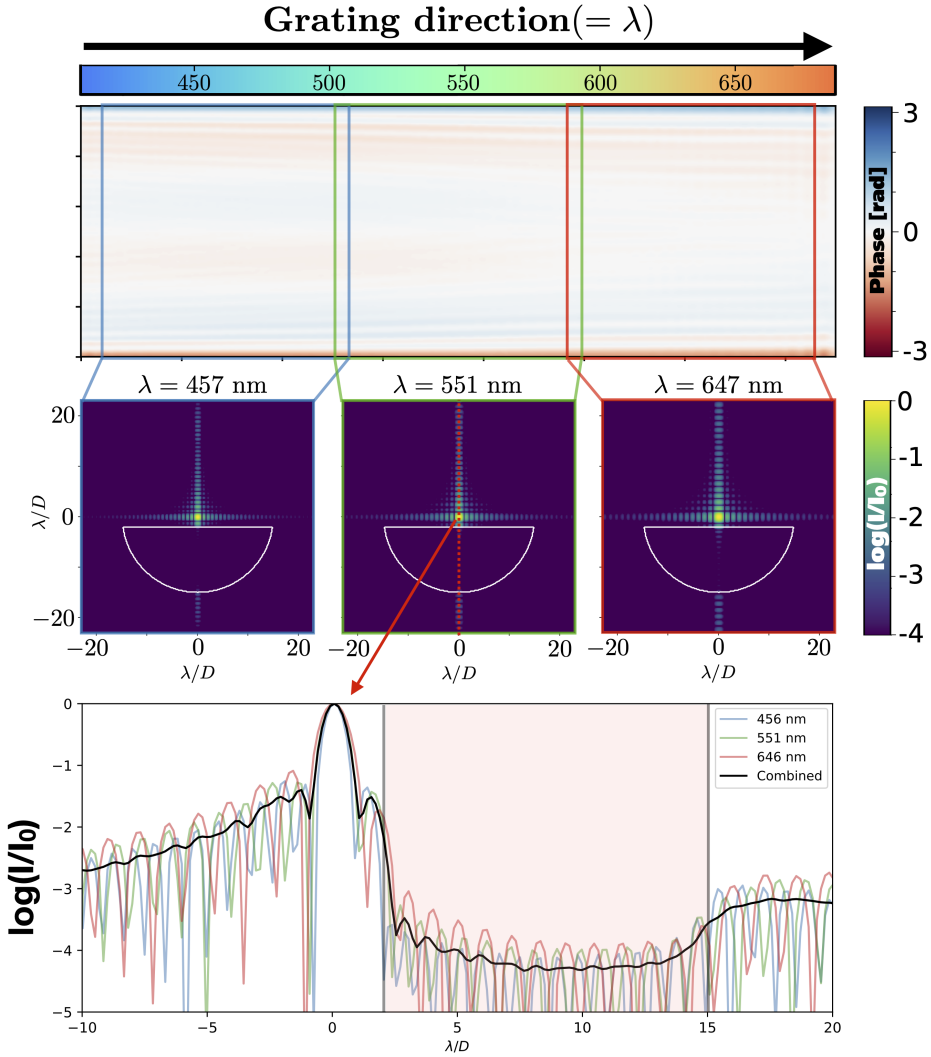 Grating direction(= λ)
450 500 550 600 650
3
0
-3
Phase [rad]
λ = 457 nm λ = 551 nm λ = 647 nm
20
0
−20
λ/D
−20 0 20
λ/D
−20 0 20
λ/D
−20 0 20
λ/D
0
-1
-2
-3
-4
log(I/I₀)
0
−1
−2
−3
−4
−5
log(I/I₀)
456 nm
551 nm
646 nm
Combined
−10 −5 0 5 10 15 20
λ/D